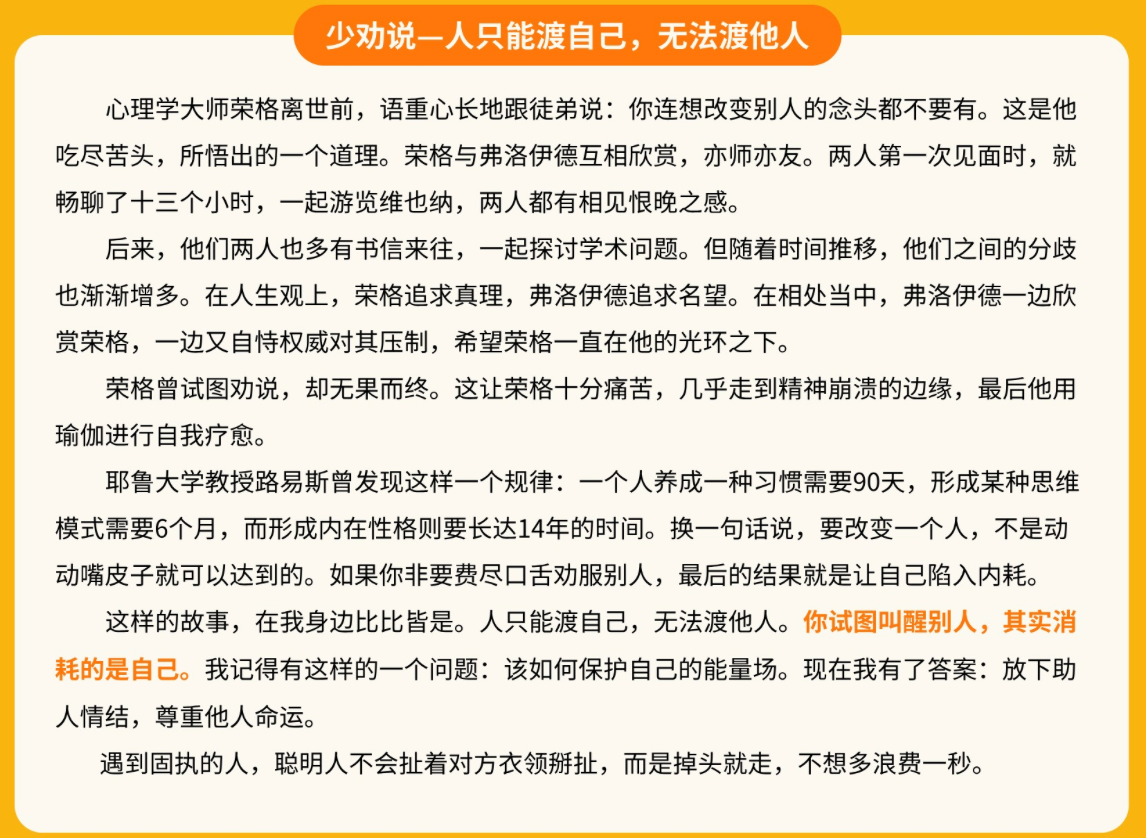 少劝说—人只能渡自己，无法渡他人
心理学大师荣格离世前，语重心长地跟徒弟说：你连想改变别人的念头都不要有。这是他
吃尽苦头，所悟出的一个道理。荣格与弗洛伊德互相欣赏，亦师亦友。两人第一次见面时，就
畅聊了十三个小时，一起游览维也纳，两人都有相见恨晚之感。
后来，他们两人也多有书信来往，一起探讨学术问题。但随着时间推移，他们之间的分歧
也渐渐增多。在人生观上，荣格追求真理，弗洛伊德追求名望。在相处当中，弗洛伊德一边欣
赏荣格，一边又自恃权威对其压制，希望荣格一直在他的光环之下。
荣格曾试图劝说，却无果而终。这让荣格十分痛苦，几乎走到精神崩溃的边缘，最后他用
瑜伽进行自我疗愈。
耶鲁大学教授路易斯曾发现这样一个规律：一个人养成一种习惯需要90天，形成某种思维
模式需要6个月，而形成内在性格则要长达14年的时间。换一句话说，要改变一个人，不是动
动嘴皮子就可以达到的。如果你非要费尽口舌劝服别人，最后的结果就是让自己陷入内耗。
这样的故事，在我身边比比皆是。人只能渡自己，无法渡他人。你试图叫醒别人，其实消
耗的是自己。我记得有这样的一个问题：该如何保护自己的能量场。现在我有了答案：放下助
人情结，尊重他人命运。
遇到固执的人，聪明人不会扯着对方衣领掰扯，而是掉头就走，不想多浪费一秒。